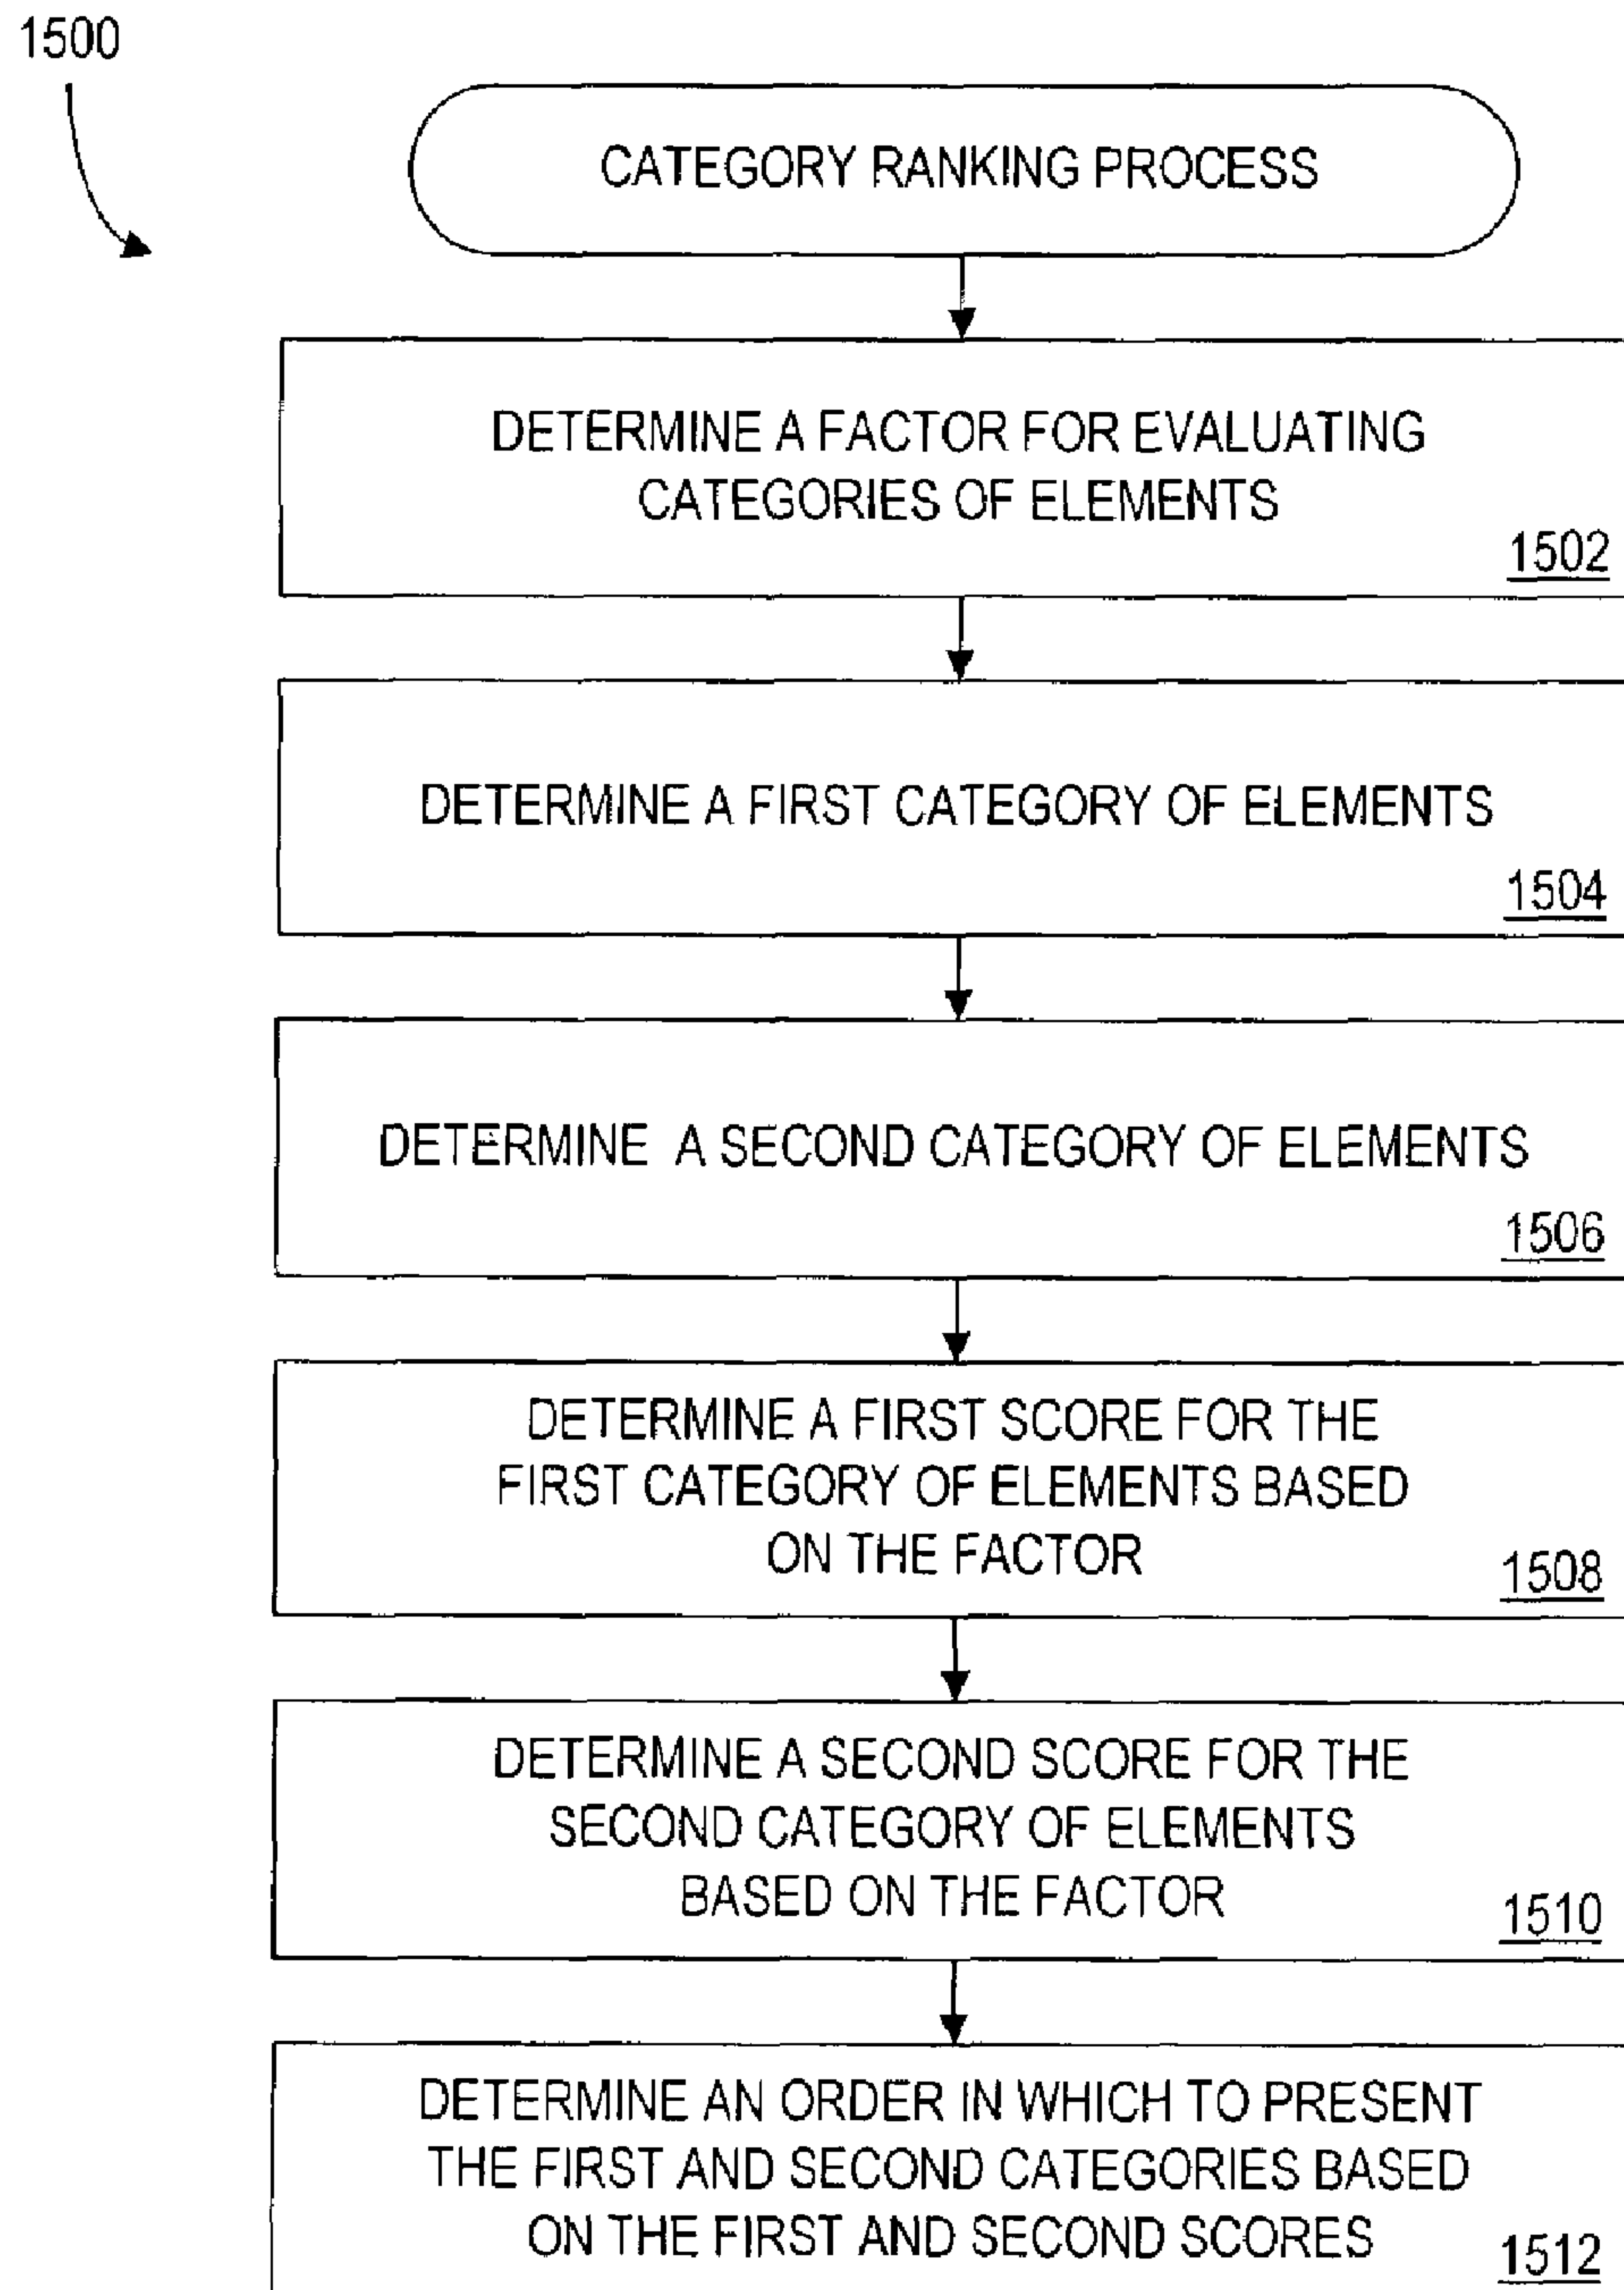 1500
CATEGORY RANKING PROCESS
DETERMINE A FACTOR FOR EVALUATING
CATEGORIES OF ELEMENTS
1502
DETERMINE A FIRST CATEGORY OF ELEMENTS
1504
DETERMINE A SECOND CATEGORY OF ELEMENTS
1506
DETERMINE A FIRST SCORE FOR THE
FIRST CATEGORY OF ELEMENTS BASED
ON THE FACTOR
1508
DETERMINE A SECOND SCORE FOR THE
SECOND CATEGORY OF ELEMENTS
BASED ON THE FACTOR
1510
DETERMINE AN ORDER IN WHICH TO PRESENT
THE FIRST AND SECOND CATEGORIES BASED
ON THE FIRST AND SECOND SCORES
1512